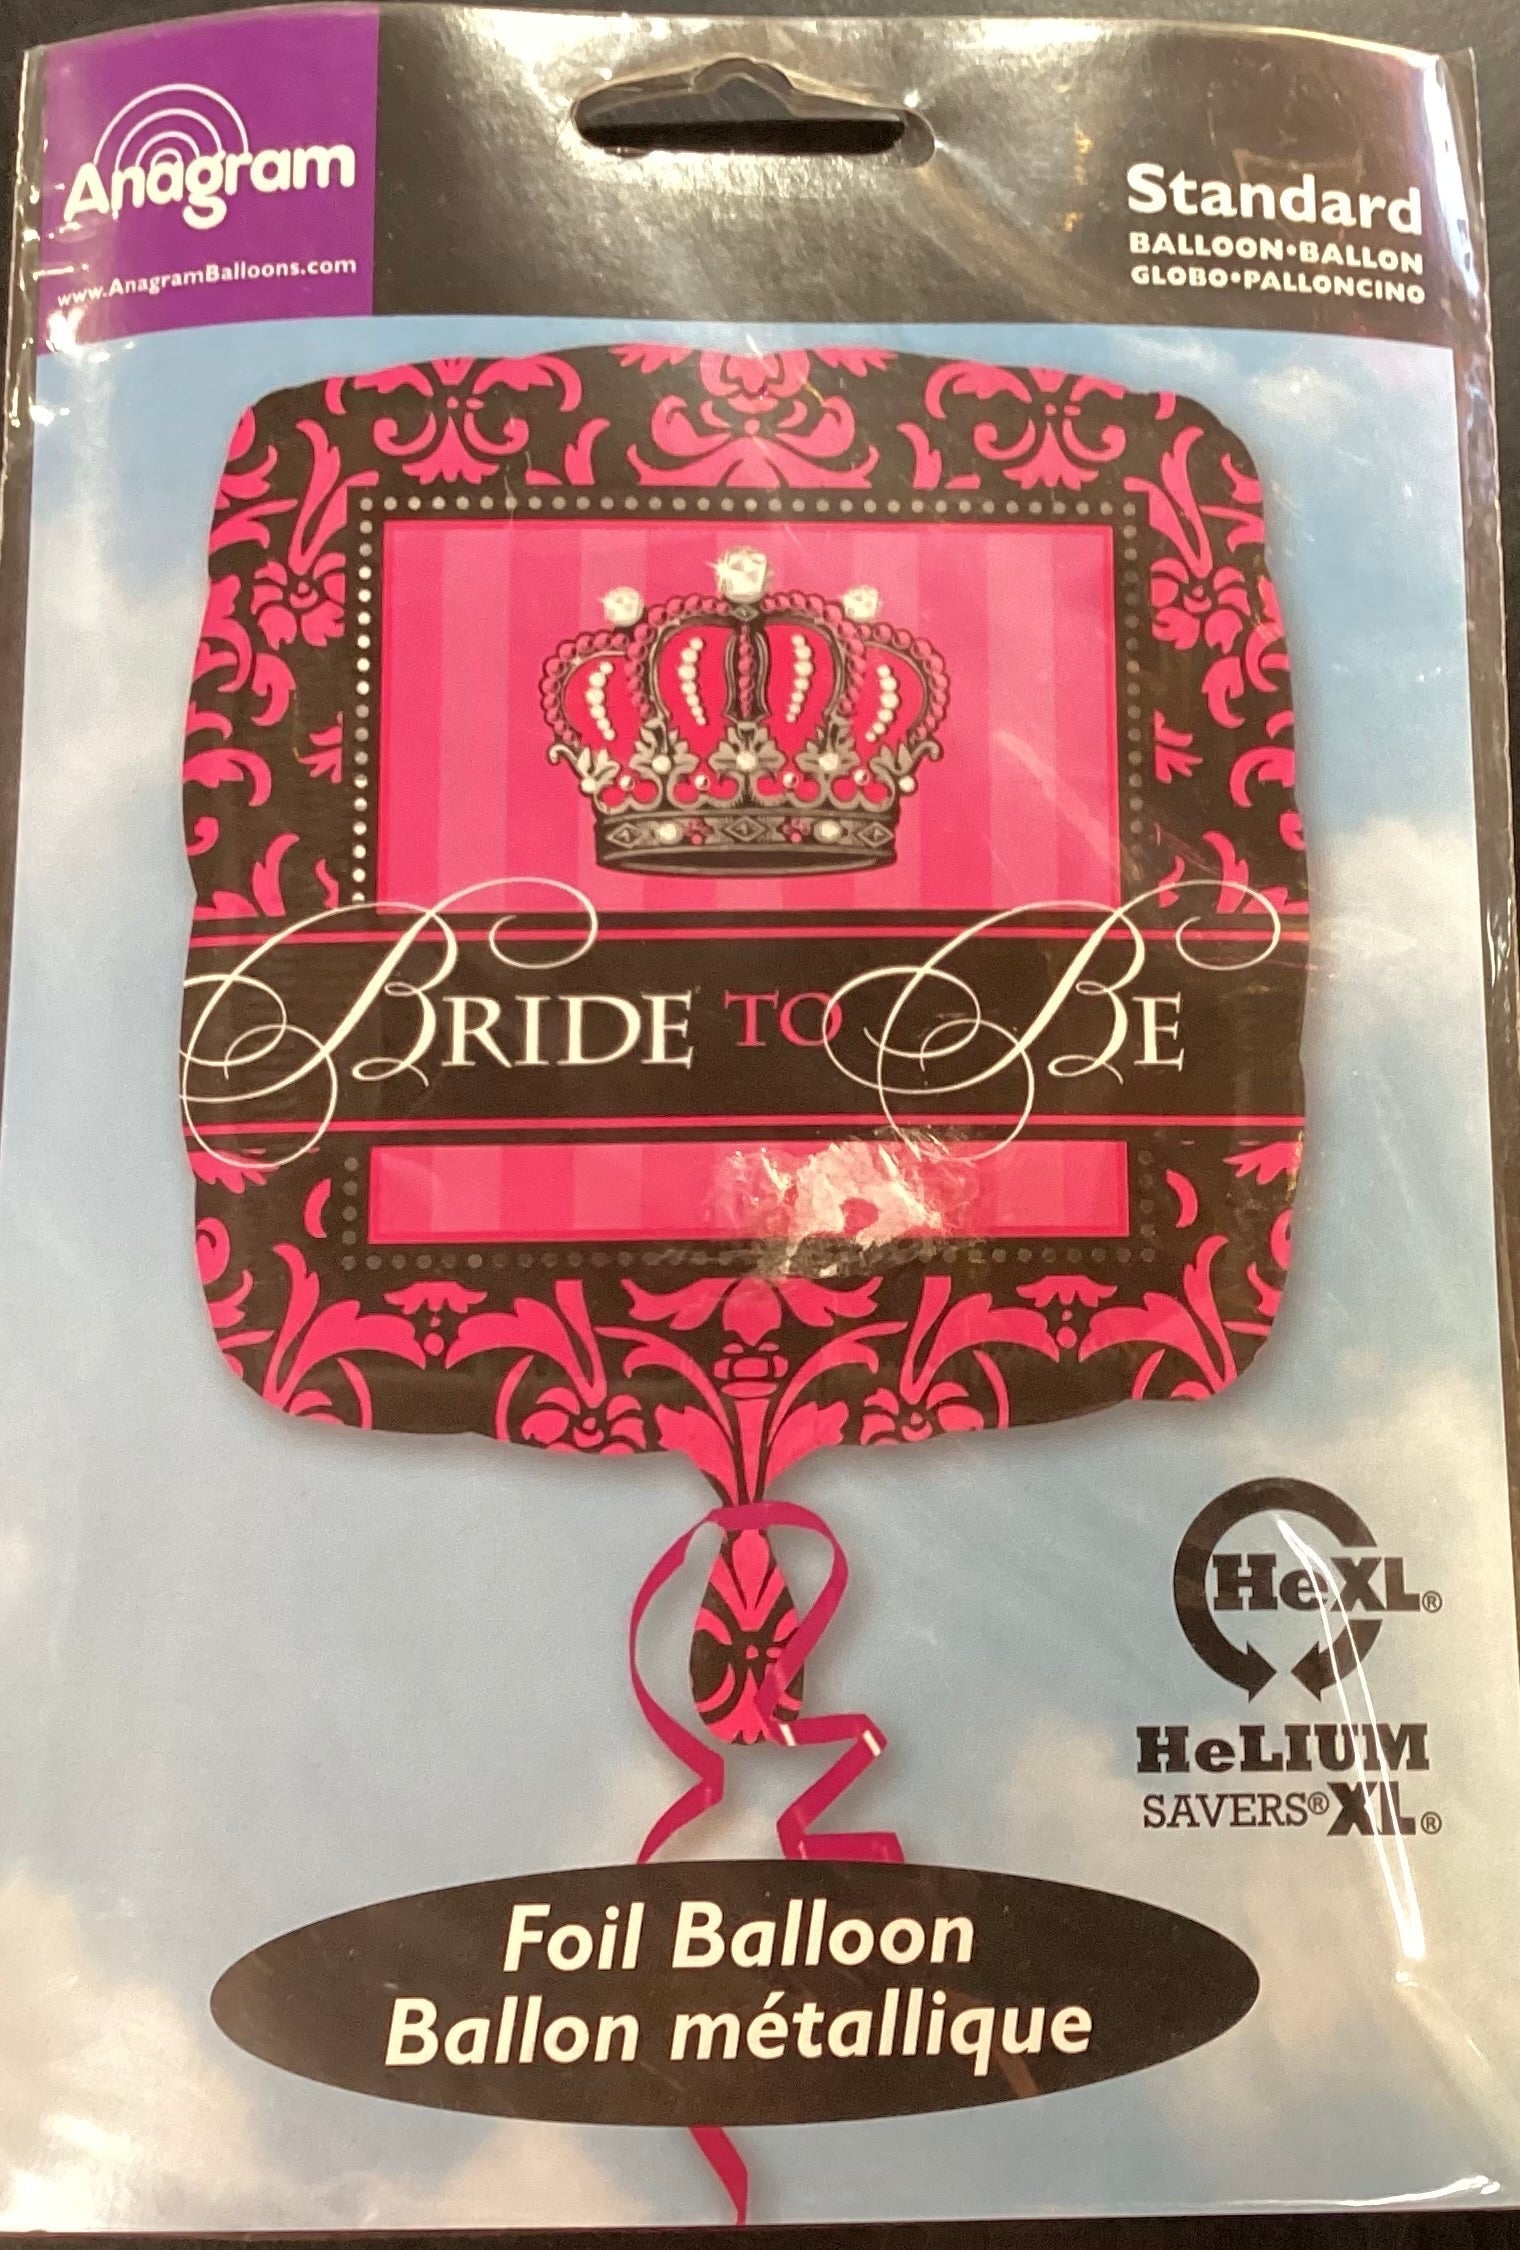 Anagram
www.AnagramBalloons.com
Standard
BALLOON•BALLON
GLOBO•PALLONCINO
BRIDE TO BE
HeXL®
HeLIUM
SAVERS® XL®
Foil Balloon
Ballon métallique